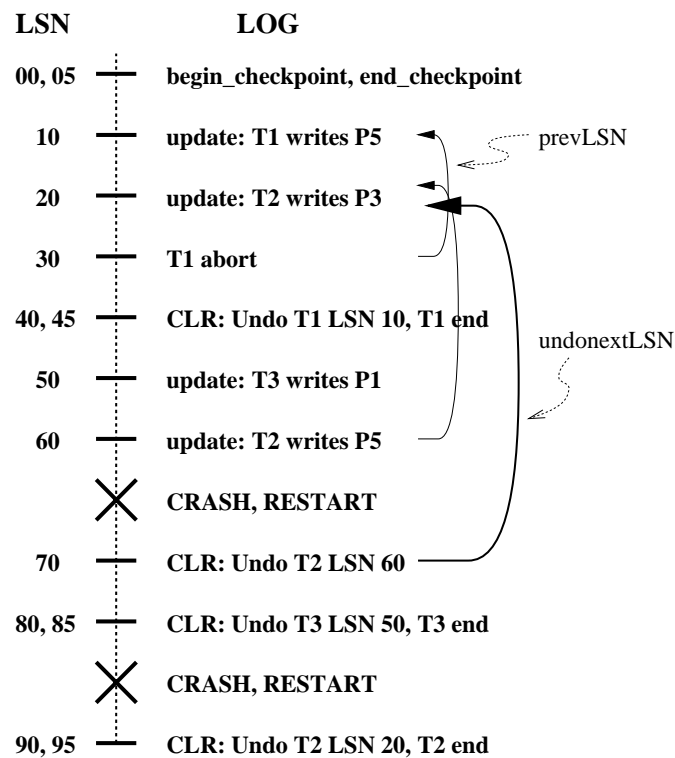 LSN LOG
00, 05 begin_checkpoint, end_checkpoint
10 update: T1 writes P5 prevLSN
20 update: T2 writes P3
30 T1 abort
40, 45 CLR: Undo T1 LSN 10, T1 end
undonextLSN
50 update: T3 writes P1
60 update: T2 writes P5
CRASH, RESTART
70 CLR: Undo T2 LSN 60
80, 85 CLR: Undo T3 LSN 50, T3 end
CRASH, RESTART
90, 95 CLR: Undo T2 LSN 20, T2 end